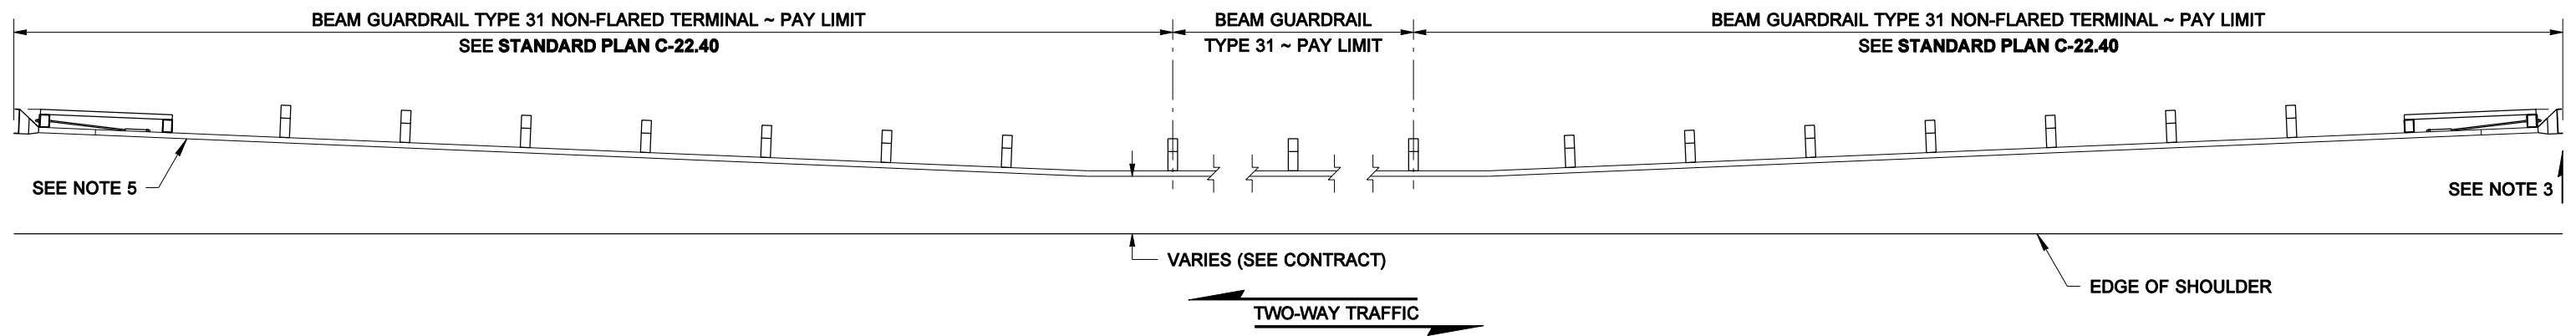 BEAM GUARDRAIL TYPE 31 NON-FLARED TERMINAL ~ PAY LIMIT
SEE STANDARD PLAN C-22.40
BEAM GUARDRAIL
TYPE 31 ~ PAY LIMIT
BEAM GUARDRAIL TYPE 31 NON-FLARED TERMINAL ~ PAY LIMIT
SEE STANDARD PLAN C-22.40
SEE NOTE 5
SEE NOTE 3
VARIES (SEE CONTRACT)
EDGE OF SHOULDER
TWO-WAY TRAFFIC